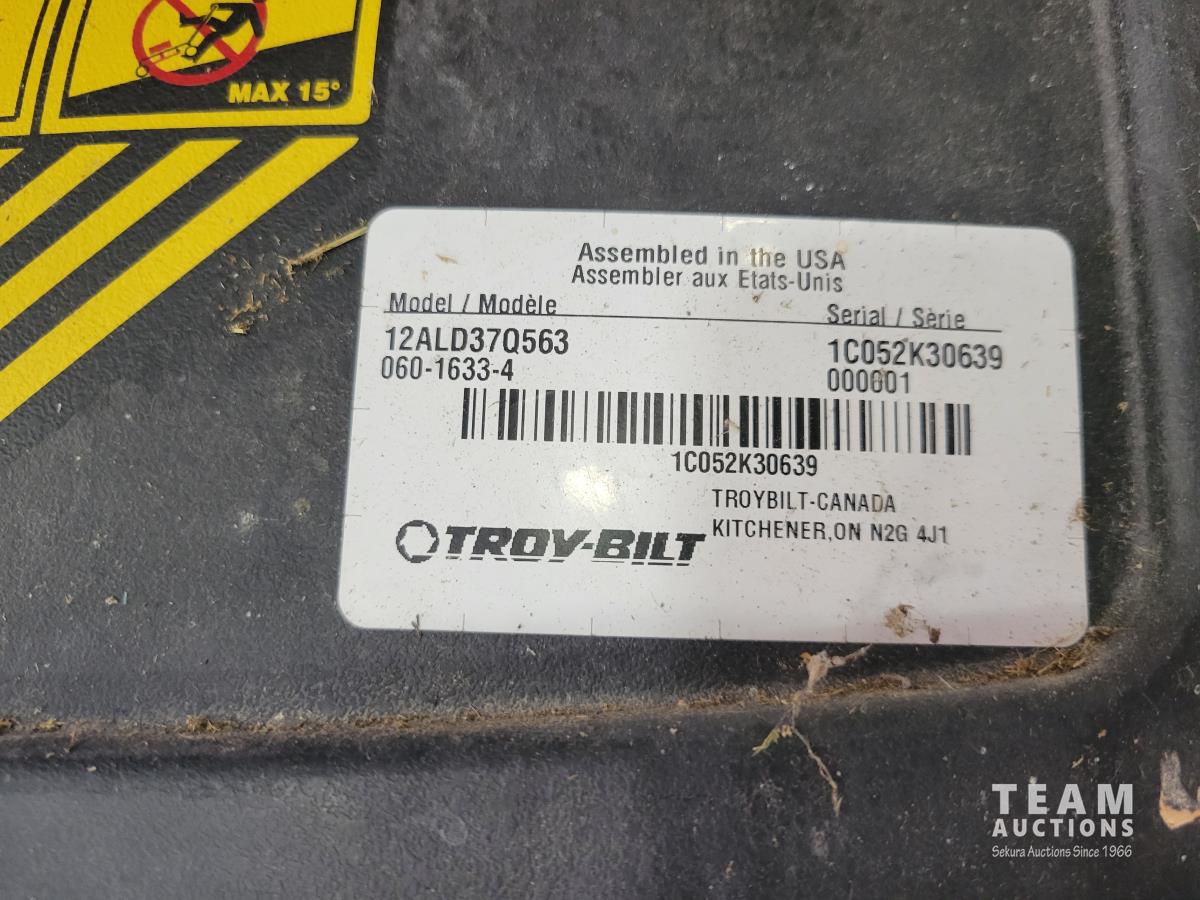 MAX 15°
Assembled in the USA
Assembler aux Etats-Unis
Model / Modèle
Serial / Sèrie
12ALD37Q563
1C052K30639
060-1633-4
000601
1C052K30639
TROYBILT-CANADA
KITCHENER,ON N2G 4J1
TROY-BILT
TEAM
AUCTIONS
Sekura Auctions Since 1966